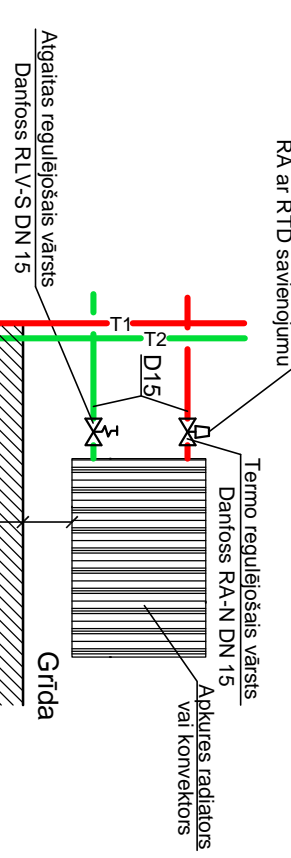 RA ar RTD savienojumu
Termo regulējošais vārsts
Danfoss RA-N DN 15
Apkures radiators
vai konvektors
D15
T1
T2
Atgaitas regulējošais vārsts
Danfoss RLV-S DN 15
Grīda